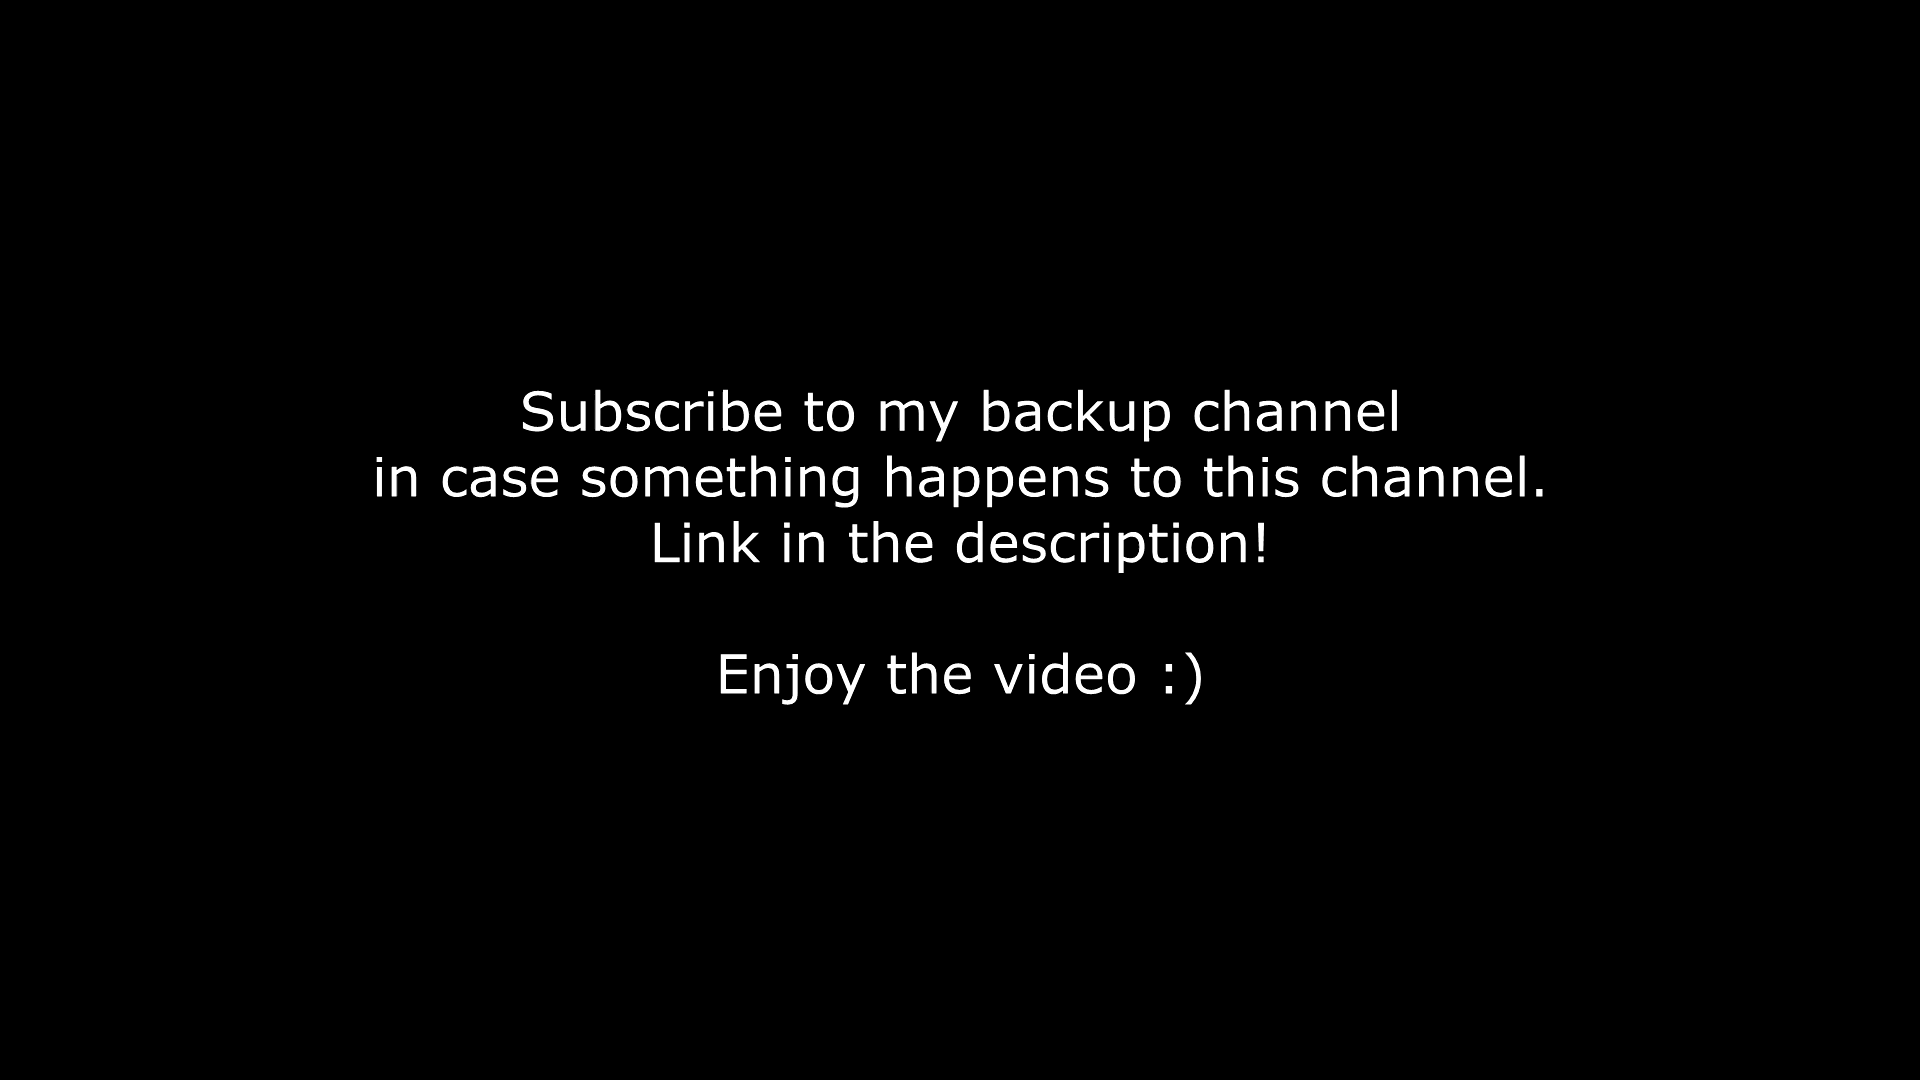 Subscribe to my backup channel
in case something happens to this channel.
Link in the description!
Enjoy the video :)